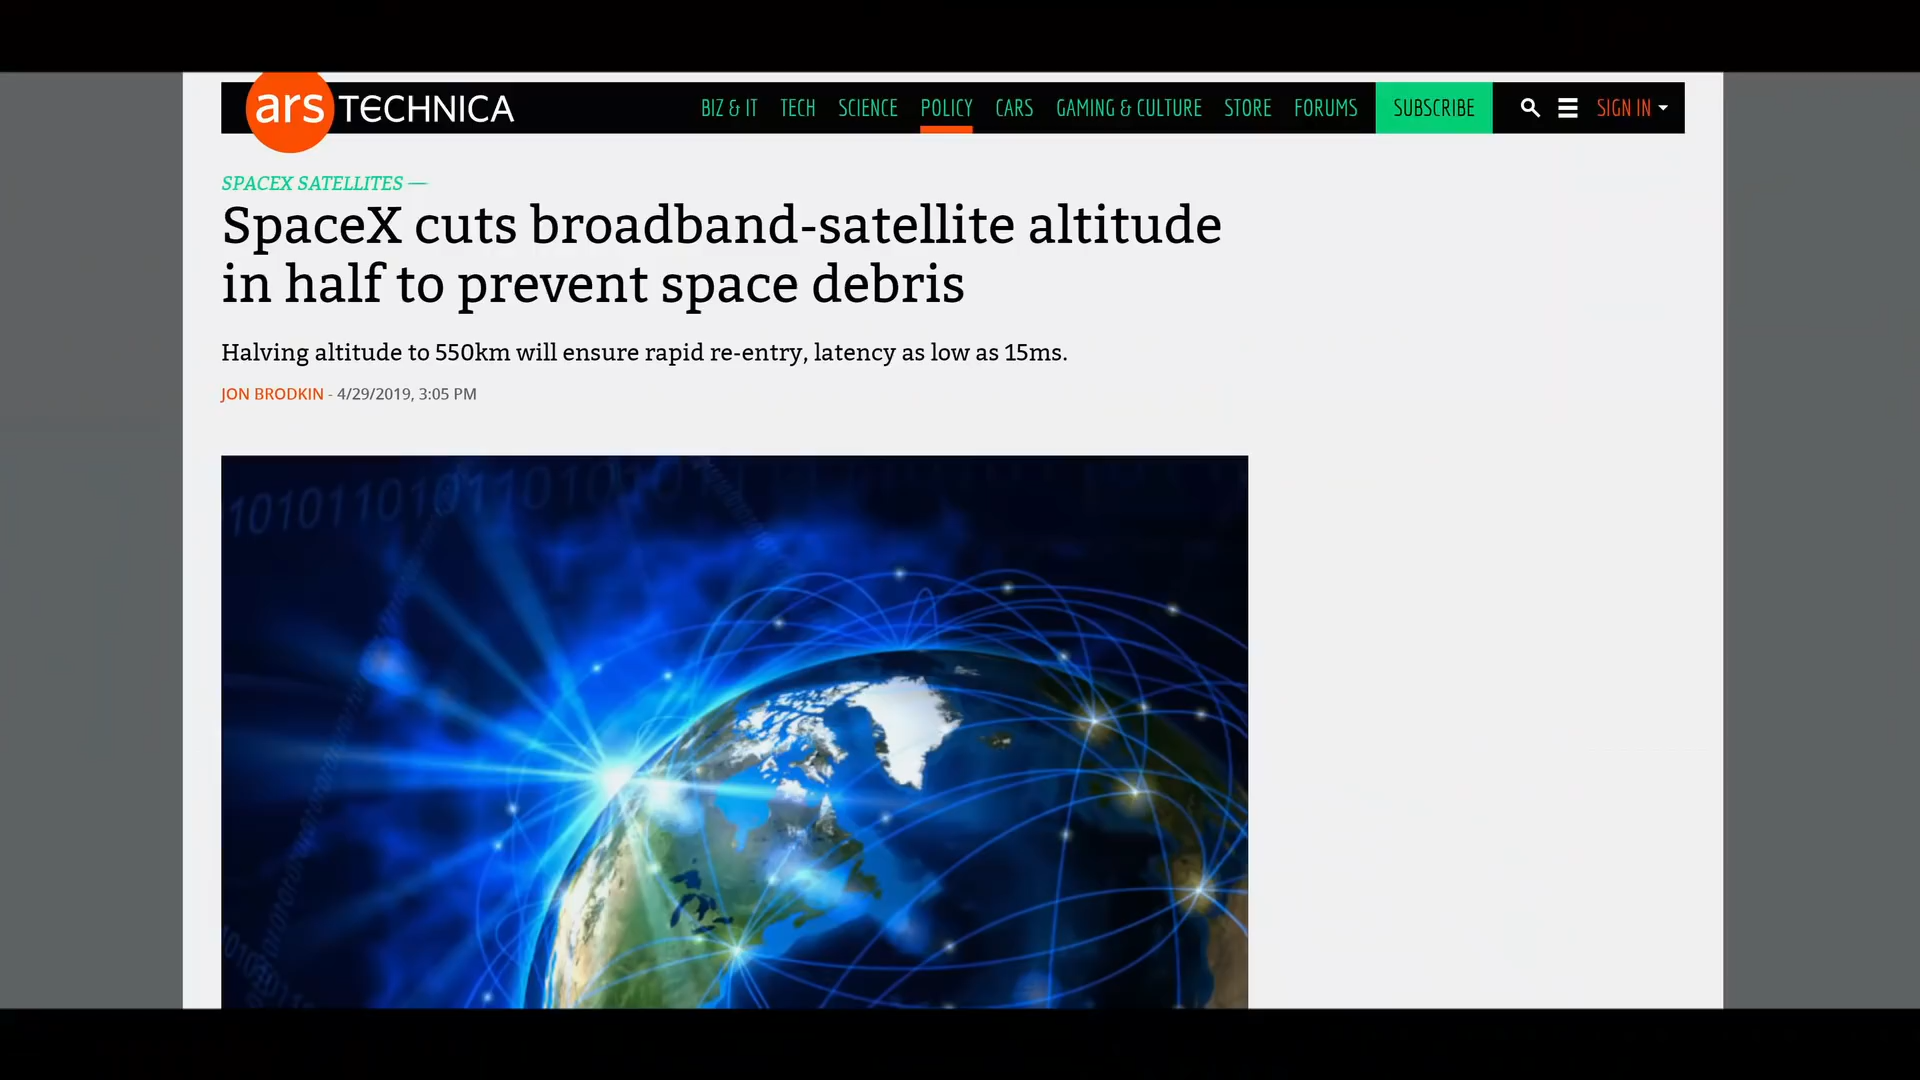 ars TECHNICA
BIZ & IT TECH SCIENCE POLICY CARS GAMING & CULTURE STORE FORUMS SUBSCRIBE SIGN IN
SPACEX SATELLITES —
SpaceX cuts broadband-satellite altitude
in half to prevent space debris
Halving altitude to 550km will ensure rapid re-entry, latency as low as 15ms.
JON BRODKIN - 4/29/2019, 3:05 PM